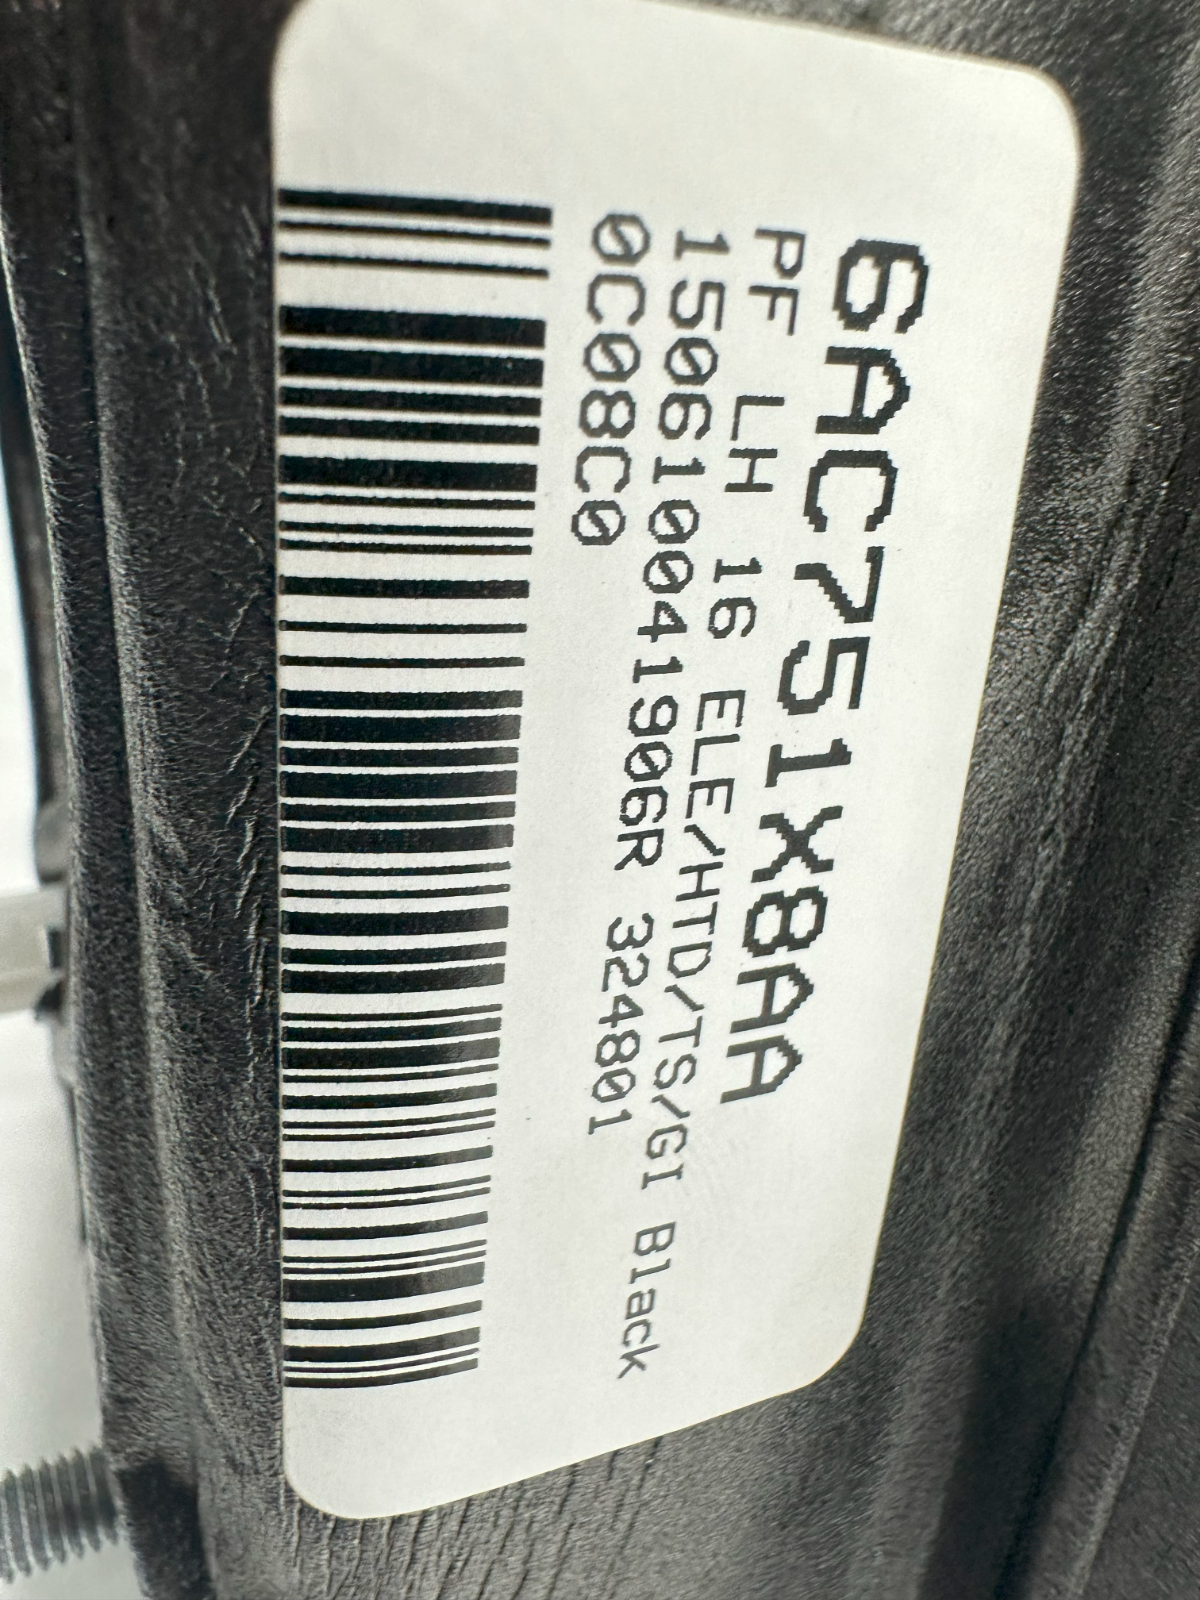 6AC751X8AA
PF LH 16 ELE/HTD/TS/GI Black
150610041906R 324801
0C08C0